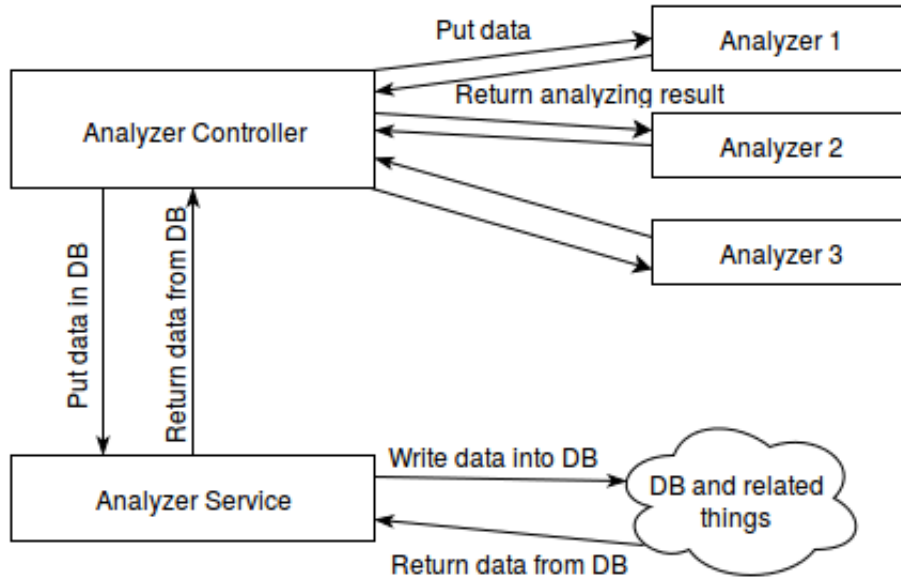 Put data
Analyzer 1
Analyzer Controller
Return analyzing result
Analyzer 2
Analyzer 3
Put data in DB
Return data from DB
Analyzer Service
Write data into DB
DB and related
things
Return data from DB